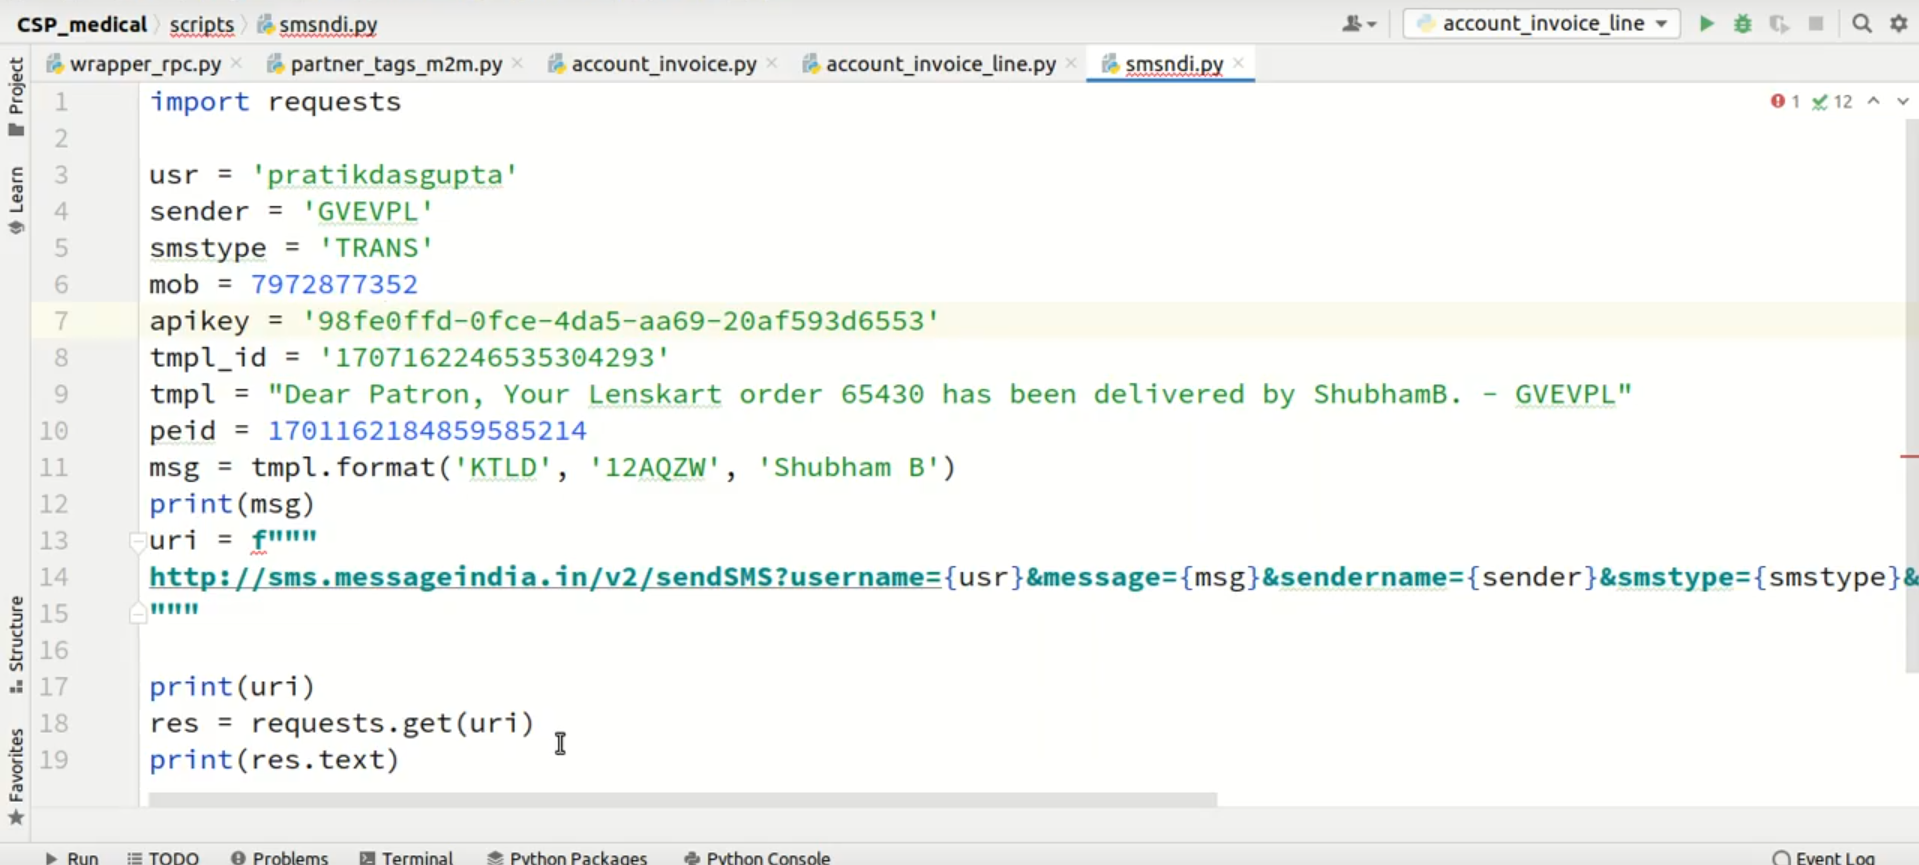 CSP_medical scripts smsndi.py account_invoice_line
wrapper_rpc.py partner_tags_m2m.py account_invoice.py account_invoice_line.py smsndi.py
Project
Learn
Structure
Favorites
1 12
1 import requests
2
3 usr = 'pratikdasgupta'
4 sender = 'GVEVPL'
5 smstype = 'TRANS'
6 mob = 7972877352
7 apikey = '98fe0ffd-0fce-4da5-aa69-20af593d6553'
8 tmpl_id = '1707162246535304293'
9 tmpl = "Dear Patron, Your Lenskart order 65430 has been delivered by ShubhamB. - GVEVPL"
10 peid = 1701162184859585214
11 msg = tmpl.format('KTLD', '12AQZW', 'Shubham B')
12 print(msg)
13 uri = f"""
14 http://sms.messageindia.in/v2/sendSMS?username={usr}&message={msg}&sendername={sender}&smstype={smstype}&
15 """
16
17 print(uri)
18 res = requests.get(uri)
19 print(res.text)
Run TODO Problems Terminal Python Packages Python Console Event Log